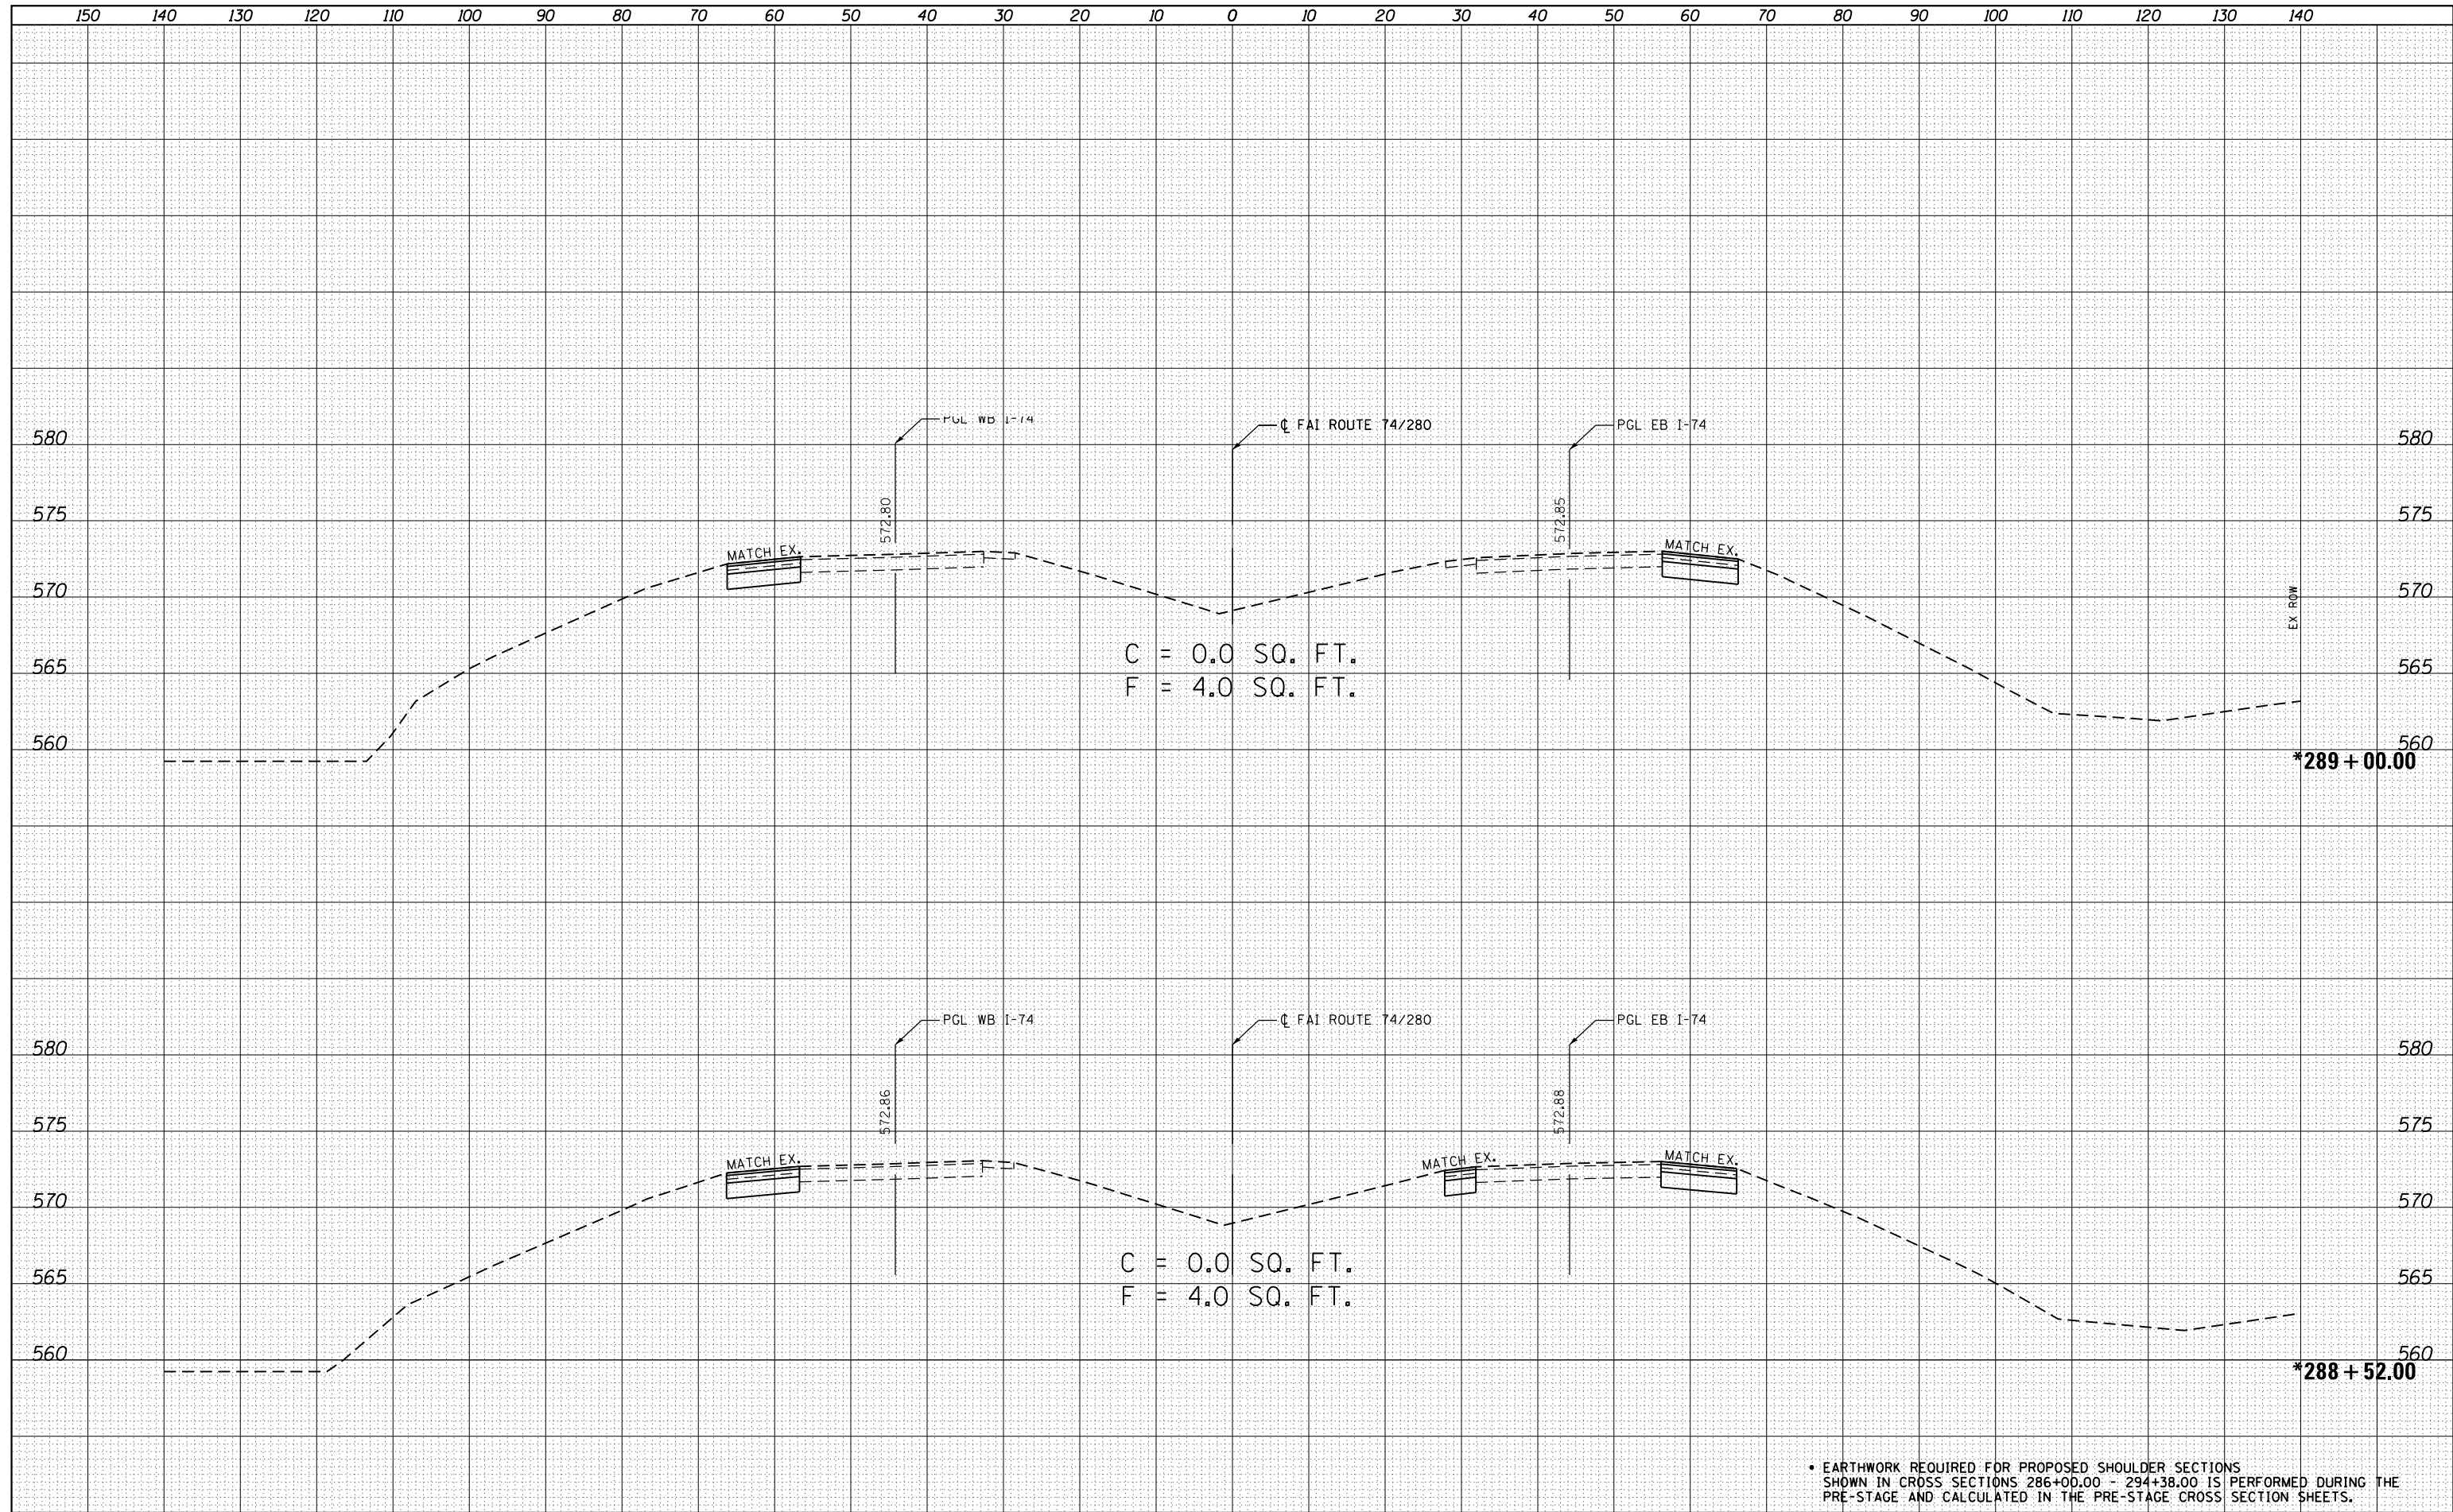 150 140 130 120 110 100 90 80 70 60 50 40 30 20 10 0 10 20 30 40 50 60 70 80 90 100 110 120 130 140
PGL WB I-74
℄ FAI ROUTE 74/280
PGL EB I-74
580 580
572.80
572.85
575 575
MATCH EX.
MATCH EX.
570 570
EX ROW
C = 0.0 SQ. FT.
565 565
F = 4.0 SQ. FT.
560 560
*289+00.00
PGL WB I-74
℄ FAI ROUTE 74/280
PGL EB I-74
580 580
572.86
572.88
575 575
MATCH EX.
MATCH EX.
MATCH EX.
570 570
C = 0.0 SQ. FT.
565 565
F = 4.0 SQ. FT.
560 560
*288+52.00
• EARTHWORK REQUIRED FOR PROPOSED SHOULDER SECTIONS
SHOWN IN CROSS SECTIONS 286+00.00 - 294+38.00 IS PERFORMED DURING THE
PRE-STAGE AND CALCULATED IN THE PRE-STAGE CROSS SECTION SHEETS.